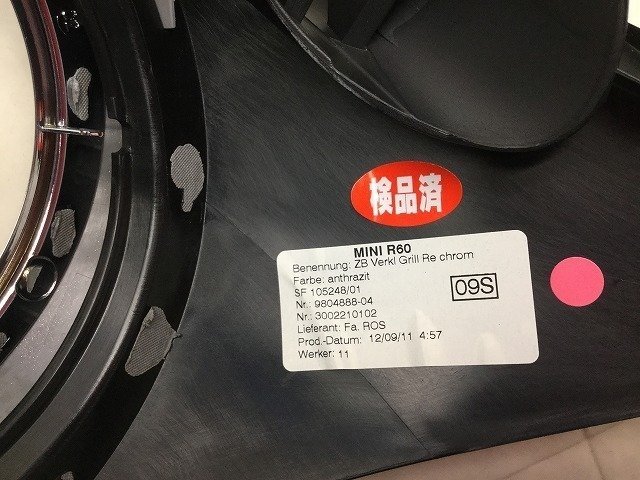 検品済
MINI R60
Benennung: ZB Verkl Grill Re chrom
Farbe: anthrazit
SF 105248/01
Nr.: 9804888-04
Nr.: 3002210102
Lieferant: Fa. ROS
Prod.-Datum: 12/09/11 4:57
Werker: 11
09S